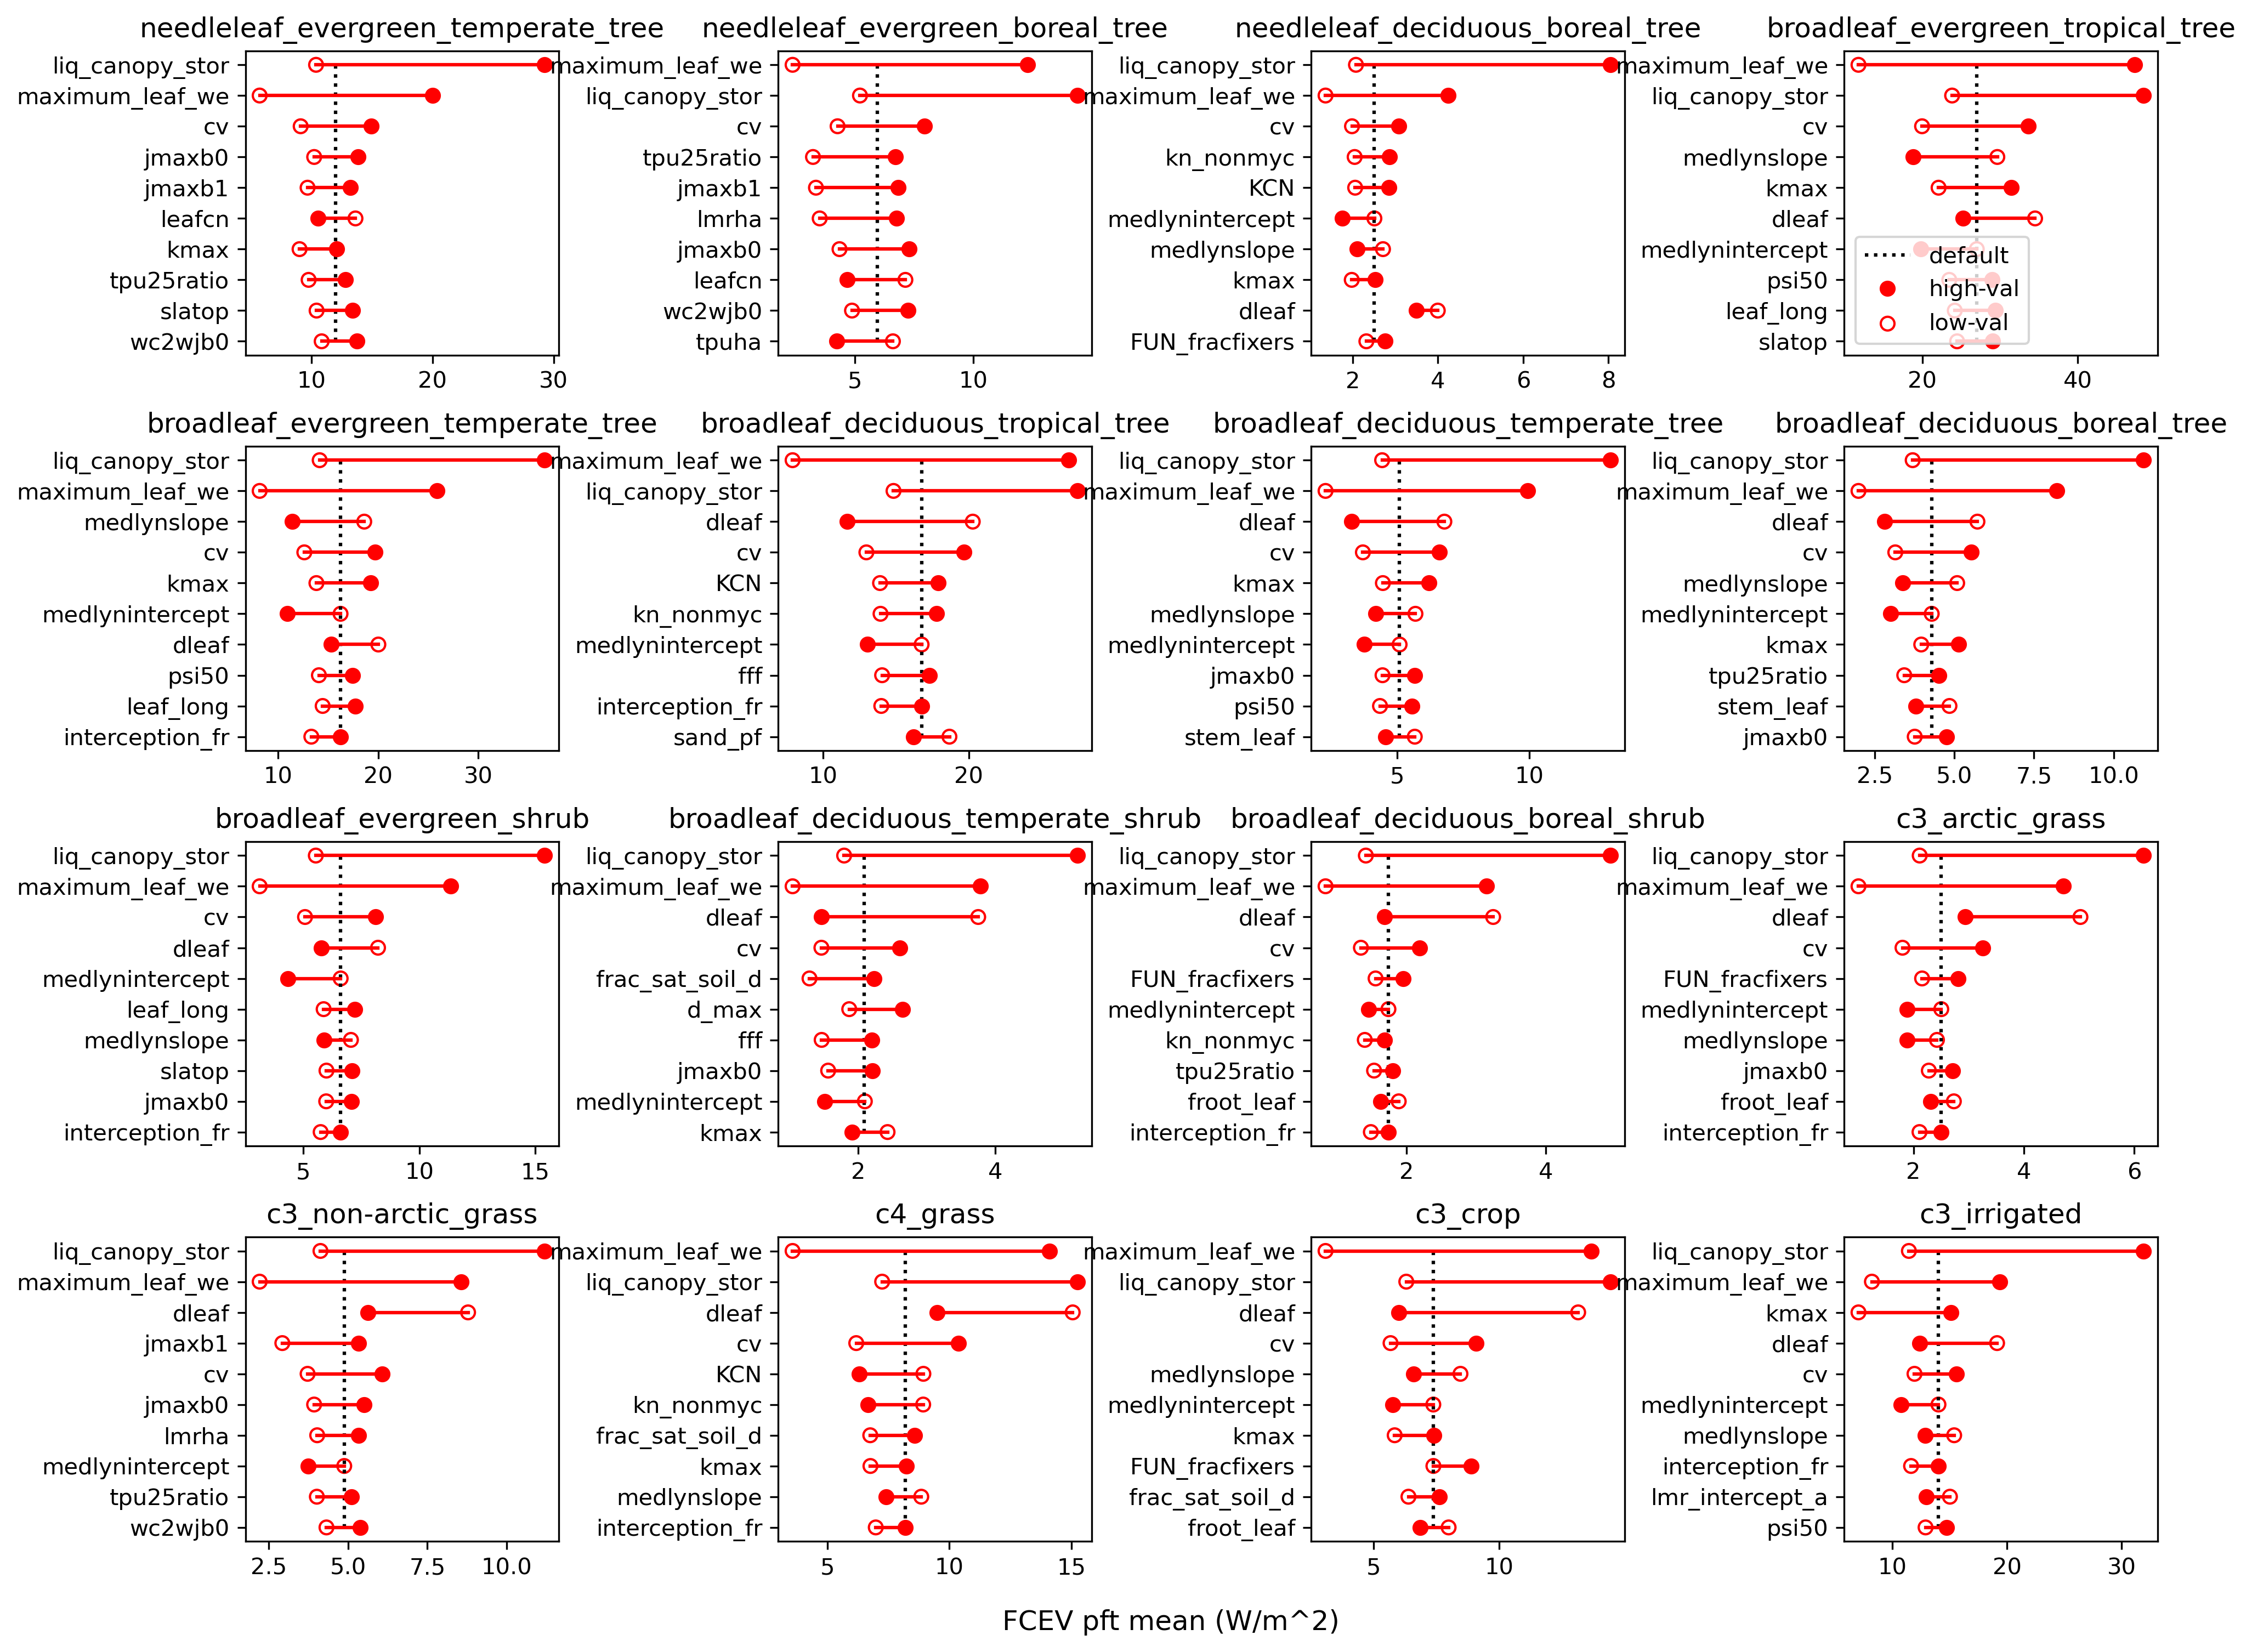 needleleaf_evergreen_temperate_tree
liq_canopy_stor
maximum_leaf_we
cv
jmaxb0
jmaxb1
leafcn
kmax
tpu25ratio
slatop
wc2wjb0
10 20 30
needleleaf_evergreen_boreal_tree
maximum_leaf_we
liq_canopy_stor
cv
tpu25ratio
jmaxb1
lmrha
jmaxb0
leafcn
wc2wjb0
tpuha
5 10
needleleaf_deciduous_boreal_tree
liq_canopy_stor
maximum_leaf_we
cv
kn_nonmyc
KCN
medlynintercept
medlynslope
kmax
dleaf
FUN_fracfixers
2 4 6 8
broadleaf_evergreen_tropical_tree
maximum_leaf_we
liq_canopy_stor
cv
medlynslope
kmax
dleaf
medlynintercept
psi50
leaf_long
slatop
default
high-val
low-val
20 40
broadleaf_evergreen_temperate_tree
liq_canopy_stor
maximum_leaf_we
medlynslope
cv
kmax
medlynintercept
dleaf
psi50
leaf_long
interception_fr
10 20 30
broadleaf_deciduous_tropical_tree
maximum_leaf_we
liq_canopy_stor
dleaf
cv
KCN
kn_nonmyc
medlynintercept
fff
interception_fr
sand_pf
10 20
broadleaf_deciduous_temperate_tree
liq_canopy_stor
maximum_leaf_we
dleaf
cv
kmax
medlynslope
medlynintercept
jmaxb0
psi50
stem_leaf
5 10
broadleaf_deciduous_boreal_tree
liq_canopy_stor
maximum_leaf_we
dleaf
cv
medlynslope
medlynintercept
kmax
tpu25ratio
stem_leaf
jmaxb0
2.5 5.0 7.5 10.0
broadleaf_evergreen_shrub
liq_canopy_stor
maximum_leaf_we
cv
dleaf
medlynintercept
leaf_long
medlynslope
slatop
jmaxb0
interception_fr
5 10 15
broadleaf_deciduous_temperate_shrub
liq_canopy_stor
maximum_leaf_we
dleaf
cv
frac_sat_soil_d
d_max
fff
jmaxb0
medlynintercept
kmax
2 4
broadleaf_deciduous_boreal_shrub
liq_canopy_stor
maximum_leaf_we
dleaf
cv
FUN_fracfixers
medlynintercept
kn_nonmyc
tpu25ratio
froot_leaf
interception_fr
2 4
c3_arctic_grass
liq_canopy_stor
maximum_leaf_we
dleaf
cv
FUN_fracfixers
medlynintercept
medlynslope
jmaxb0
froot_leaf
interception_fr
2 4 6
c3_non-arctic_grass
liq_canopy_stor
maximum_leaf_we
dleaf
jmaxb1
cv
jmaxb0
lmrha
medlynintercept
tpu25ratio
wc2wjb0
2.5 5.0 7.5 10.0
c4_grass
maximum_leaf_we
liq_canopy_stor
dleaf
cv
KCN
kn_nonmyc
frac_sat_soil_d
kmax
medlynslope
interception_fr
5 10 15
c3_crop
maximum_leaf_we
liq_canopy_stor
dleaf
cv
medlynslope
medlynintercept
kmax
FUN_fracfixers
frac_sat_soil_d
froot_leaf
5 10
c3_irrigated
liq_canopy_stor
maximum_leaf_we
kmax
dleaf
cv
medlynintercept
medlynslope
interception_fr
lmr_intercept_a
psi50
10 20 30
FCEV pft mean (W/m^2)